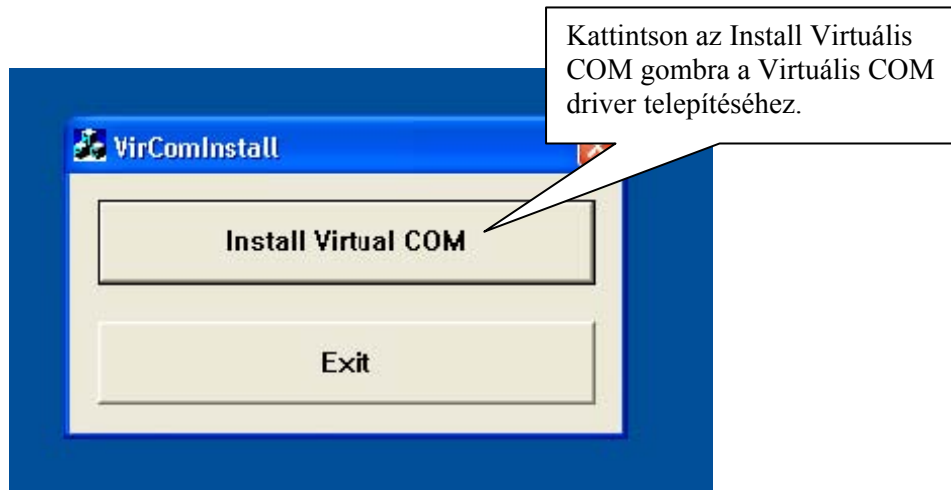 Kattintson az Install Virtuális
COM gombra a Virtuális COM
driver telepítéséhez.
VirComInstall
Install Virtual COM
Exit